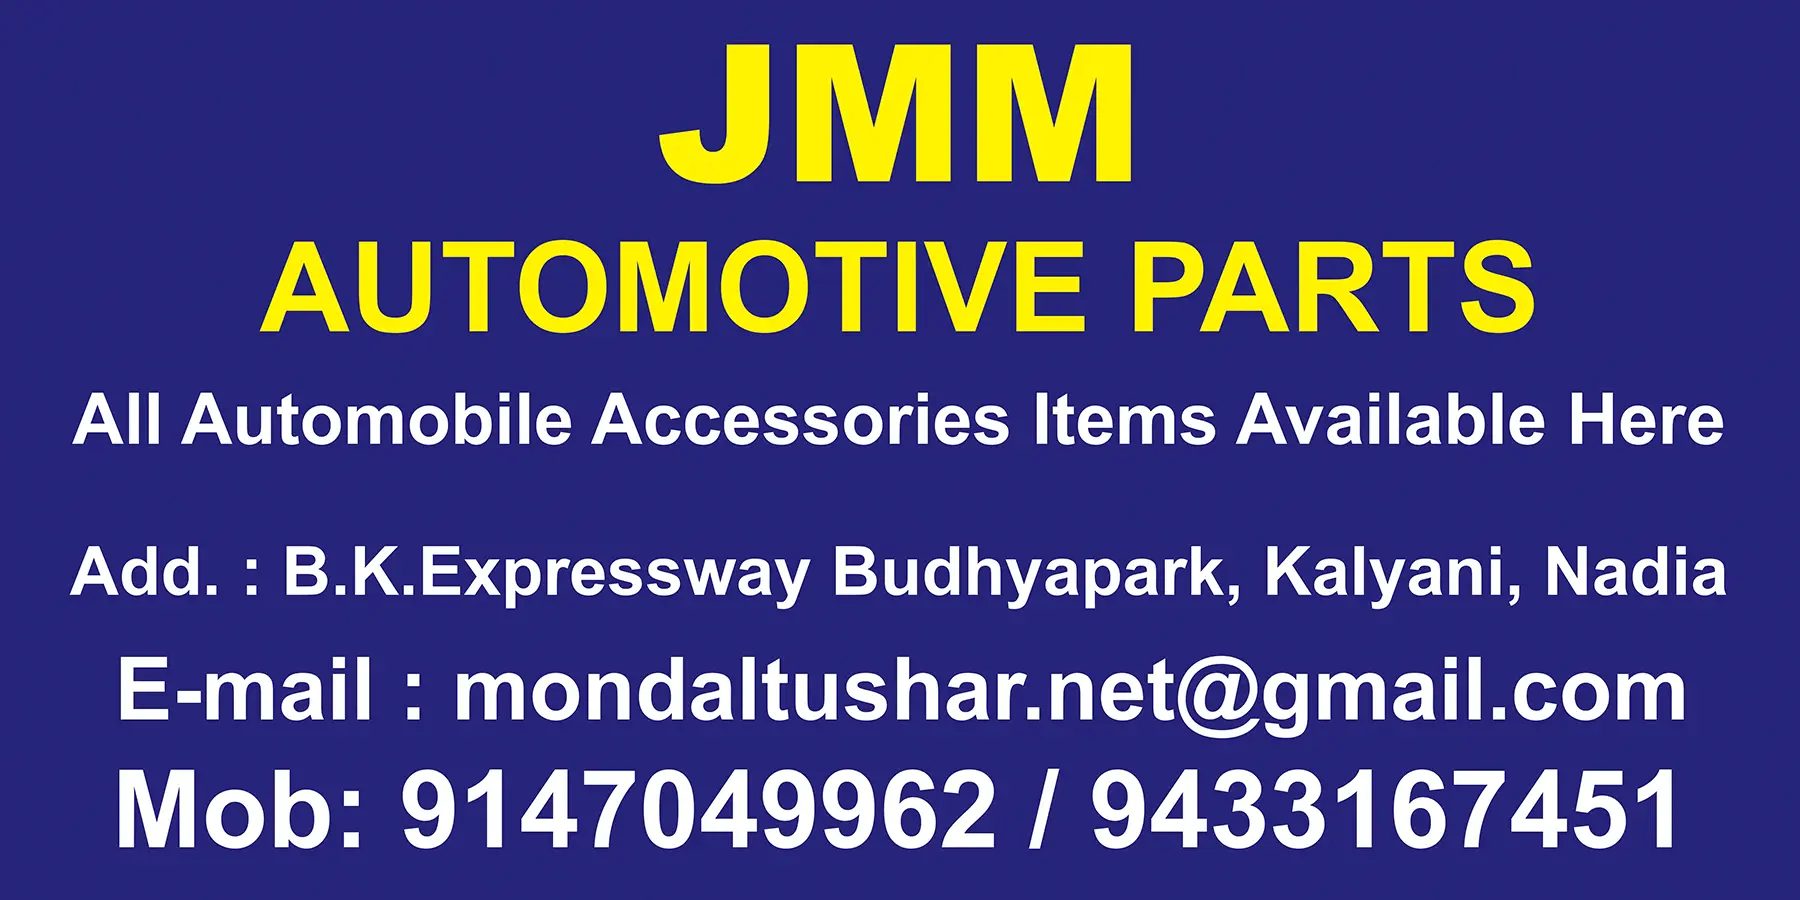 JMM
AUTOMOTIVE PARTS
All Automobile Accessories Items Available Here
Add. : B.K.Expressway Budhyapark, Kalyani, Nadia
E-mail : mondaltushar.net@gmail.com
Mob: 9147049962 / 9433167451